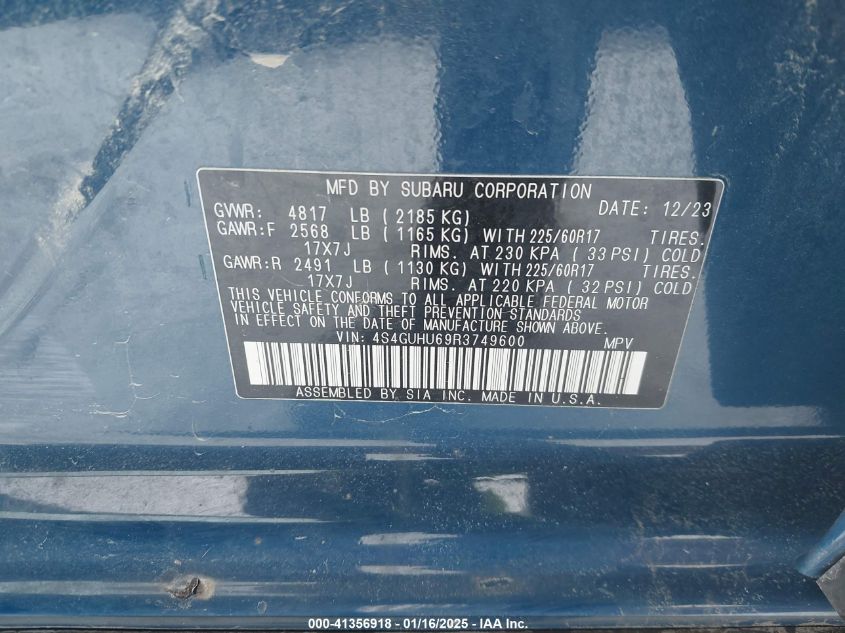 MFD BY SUBARU CORPORATION DATE: 12/23
GVWR: 4817 LB ( 2185 KG)
GAWR:F 2568 LB ( 1165 KG) WITH 225/60R17 TIRES.
17X7J RIMS. AT 230 KPA ( 33 PSI) COLD
GAWR:R 2491 LB ( 1130 KG) WITH 225/60R17 TIRES.
17X7J RIMS. AT 220 KPA ( 32 PSI) COLD
THIS VEHICLE CONFORMS TO ALL APPLICABLE FEDERAL MOTOR
VEHICLE SAFETY AND THEFT PREVENTION STANDARDS
IN EFFECT ON THE DATE OF MANUFACTURE SHOWN ABOVE.
VIN: 4S4GUHU69R3749600 MPV
ASSEMBLED BY SIA INC. MADE IN U.S.A.
000-41356918 - 01/16/2025 - IAA Inc.